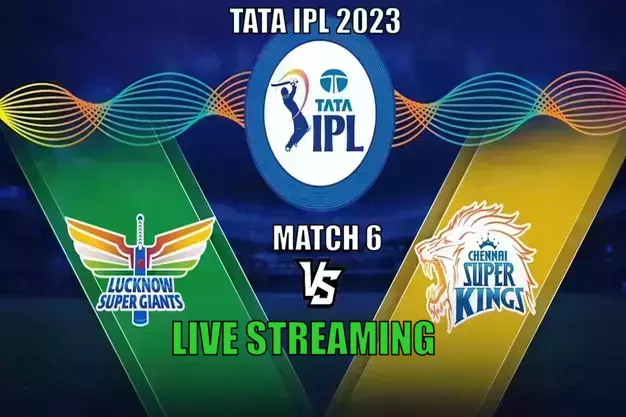 TATA IPL 2023
TATA
IPL
MATCH 6
VS
LUCKNOW
SUPER GIANTS
CHENNAI
SUPER
KINGS
LIVE STREAMING